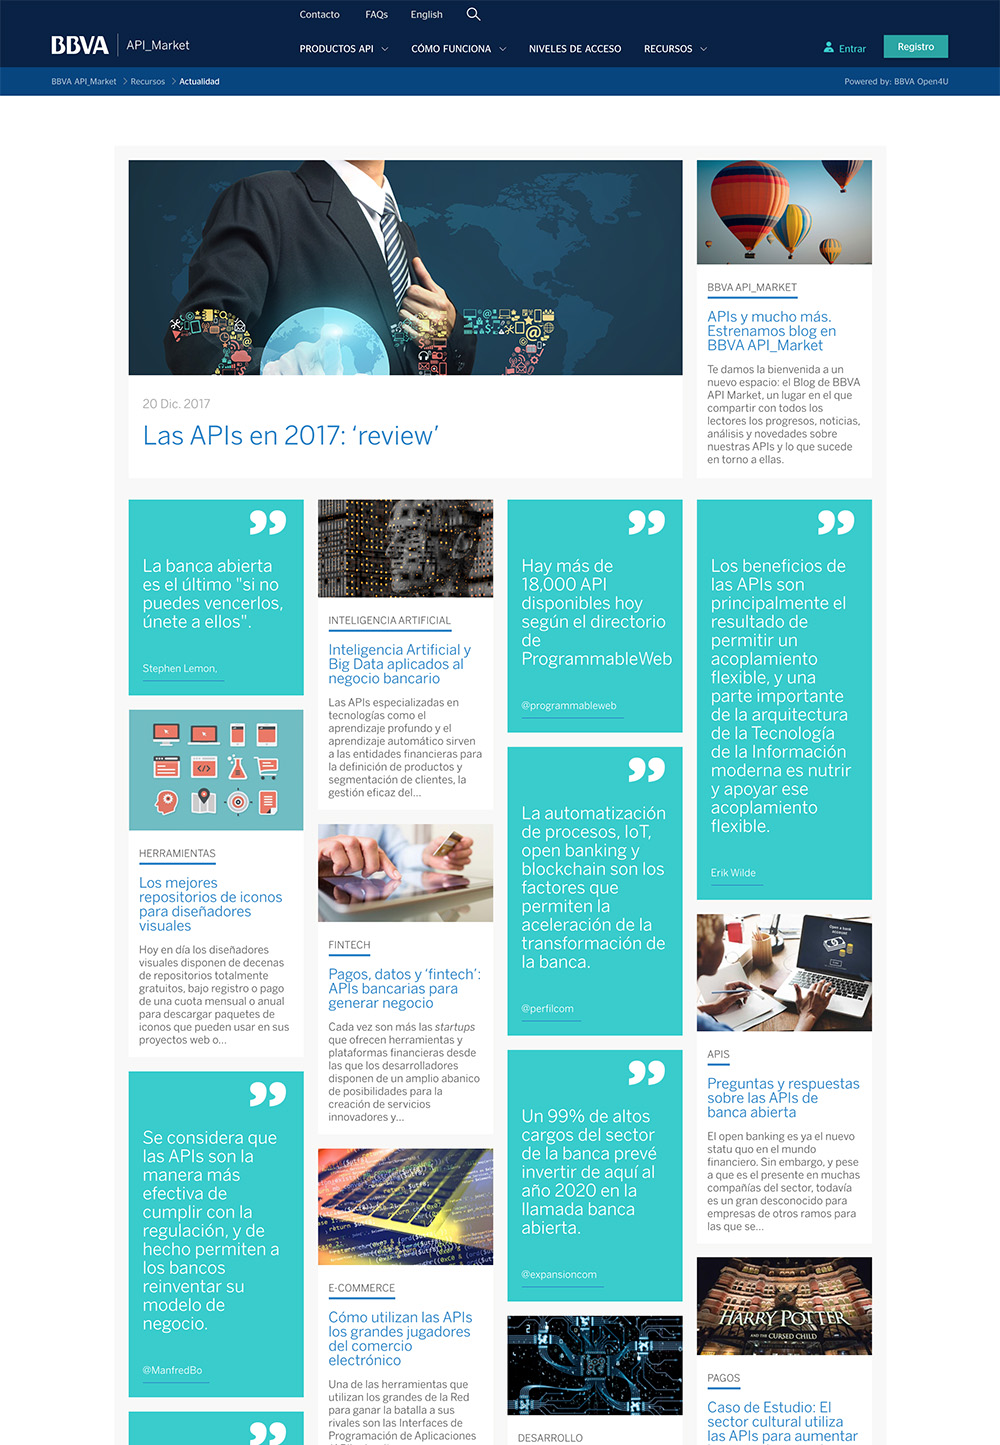 Contacto
FAQs
English
BBVA
API_Market
PRODUCTOS API
CÓMO FUNCIONA
NIVELES DE ACCESO
RECURSOS
Entrar
Registro
BBVA API_Market
Recursos
Actualidad
Powered by: BBVA Open4U
20 Dic. 2017
Las APIs en 2017: ‘review’
BBVA API_MARKET
APIs y mucho más.
Estrenamos blog en
BBVA API_Market
Te damos la bienvenida a un
nuevo espacio: el Blog de BBVA
API Market, un lugar en el que
compartir con todos los
lectores los progresos, noticias,
análisis y novedades sobre
nuestras APIs y lo que sucede
en torno a ellas.
La banca abierta
es el último "si no
puedes vencerlos,
únete a ellos".
Stephen Lemon,
HERRAMIENTAS
Los mejores
repositorios de iconos
para diseñadores
visuales
Hoy en día los diseñadores
visuales disponen de decenas
de repositorios totalmente
gratuitos, bajo registro o pago
de una cuota mensual o anual
para descargar paquetes de
iconos que pueden usar en sus
proyectos web o...
Se considera que
las APIs son la
manera más
efectiva de
cumplir con la
regulación, y de
hecho permiten a
los bancos
reinventar su
modelo de
negocio.
@ManfredBo
INTELIGENCIA ARTIFICIAL
Inteligencia Artificial y
Big Data aplicados al
negocio bancario
Las APIs especializadas en
tecnologías como el
aprendizaje profundo y el
aprendizaje automático sirven
a las entidades financieras para
la definición de productos y
segmentación de clientes, la
gestión eficaz del...
FINTECH
Pagos, datos y ‘fintech’:
APIs bancarias para
generar negocio
Cada vez son más las startups
que ofrecen herramientas y
plataformas financieras desde
las que los desarrolladores
disponen de un amplio abanico
de posibilidades para la
creación de servicios
innovadores y...
E-COMMERCE
Cómo utilizan las APIs
los grandes jugadores
del comercio
electrónico
Una de las herramientas que
utilizan los grandes de la Red
para ganar la batalla a sus
rivales son las Interfaces de
Programación de Aplicaciones
Hay más de
18,000 API
disponibles hoy
según el directorio
de
ProgrammableWeb
@programmableweb
La automatización
de procesos, IoT,
open banking y
blockchain son los
factores que
permiten la
aceleración de la
transformación de
la banca.
@perfilcom
Un 99% de altos
cargos del sector
de la banca prevé
invertir de aquí al
año 2020 en la
llamada banca
abierta.
@expansioncom
DESARROLLO
Los beneficios de
las APIs son
principalmente el
resultado de
permitir un
acoplamiento
flexible, y una
parte importante
de la arquitectura
de la Tecnología
de la Información
moderna es nutrir
y apoyar ese
acoplamiento
flexible.
Erik Wilde
Open a bank
account
APIS
Preguntas y respuestas
sobre las APIs de
banca abierta
El open banking es ya el nuevo
statu quo en el mundo
financiero. Sin embargo, y pese
a que es el presente en muchas
compañías del sector, todavía
es un gran desconocido para
empresas de otros ramos para
las que se...
HARRY POTTER
AND THE CURSED CHILD
PAGOS
Caso de Estudio: El
sector cultural utiliza
las APIs para aumentar